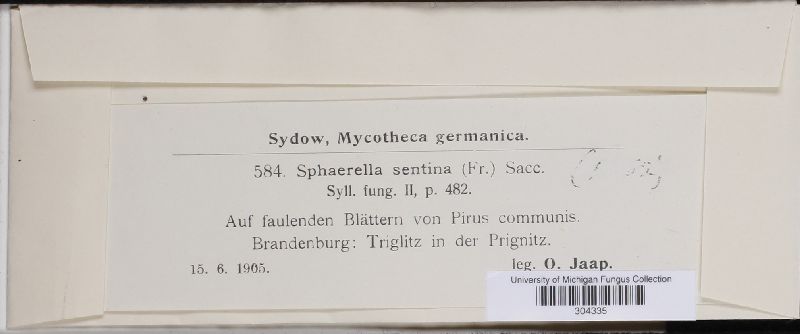 Sydow, Mycotheca germanica.
584. Sphaerella sentina (Fr.) Sacc.
Syll. fung. II, p. 482.
Auf faulenden Blättern von Pirus communis.
Brandenburg: Triglitz in der Prignitz.
15. 6. 1905. leg. O. Jaap.
University of Michigan Fungus Collection
304335